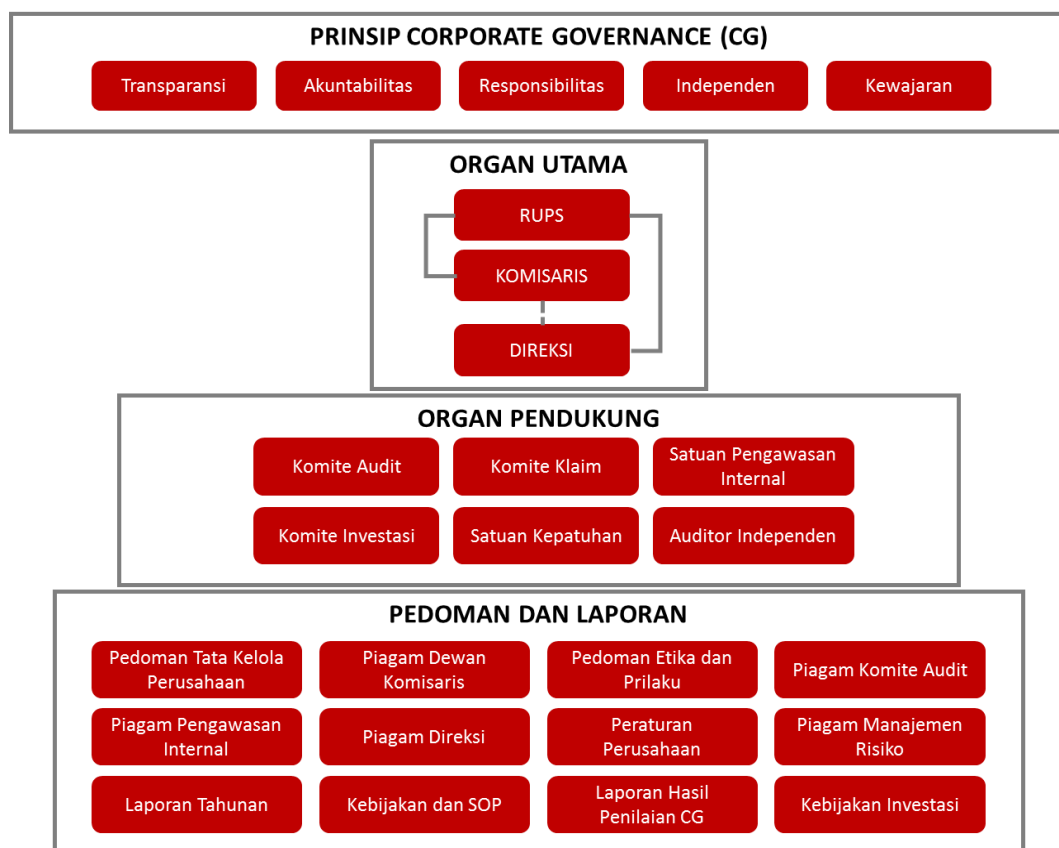 PRINSIP CORPORATE GOVERNANCE (CG)
Transparansi
Akuntabilitas
Responsibilitas
Independen
Kewajaran
ORGAN UTAMA
RUPS
KOMISARIS
DIREKSI
ORGAN PENDUKUNG
Komite Audit
Komite Klaim
Satuan Pengawasan
Internal
Komite Investasi
Satuan Kepatuhan
Auditor Independen
PEDOMAN DAN LAPORAN
Pedoman Tata Kelola
Perusahaan
Piagam Dewan
Komisaris
Pedoman Etika dan
Prilaku
Piagam Komite Audit
Piagam Pengawasan
Internal
Piagam Direksi
Peraturan
Perusahaan
Piagam Manajemen
Risiko
Laporan Tahunan
Kebijakan dan SOP
Laporan Hasil
Penilaian CG
Kebijakan Investasi